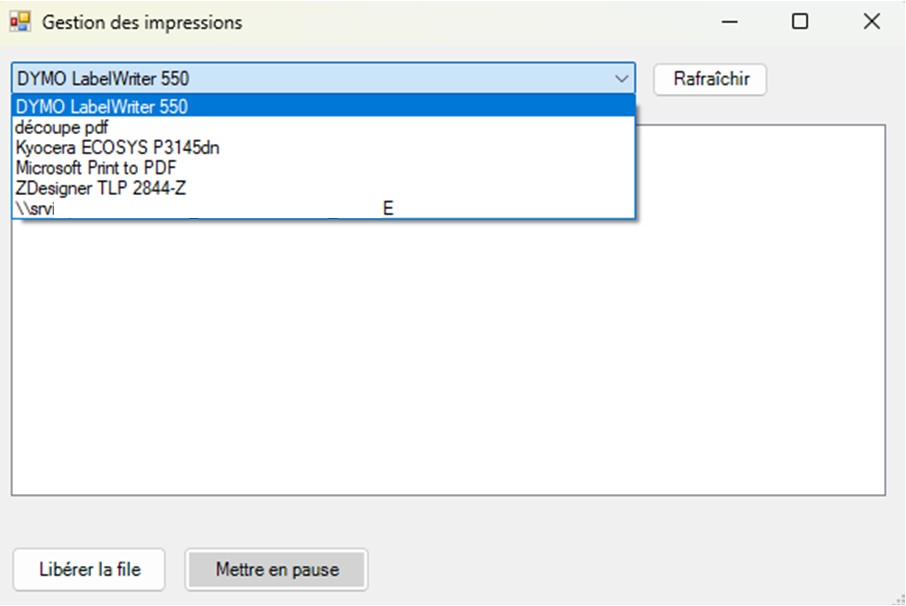 Gestion des impressions
DYMO LabelWriter 550
Rafraîchir
DYMO LabelWriter 550
découpe pdf
Kyocera ECOSYS P3145dn
Microsoft Print to PDF
ZDesigner TLP 2844-Z
\\srvi E
Libérer la file
Mettre en pause